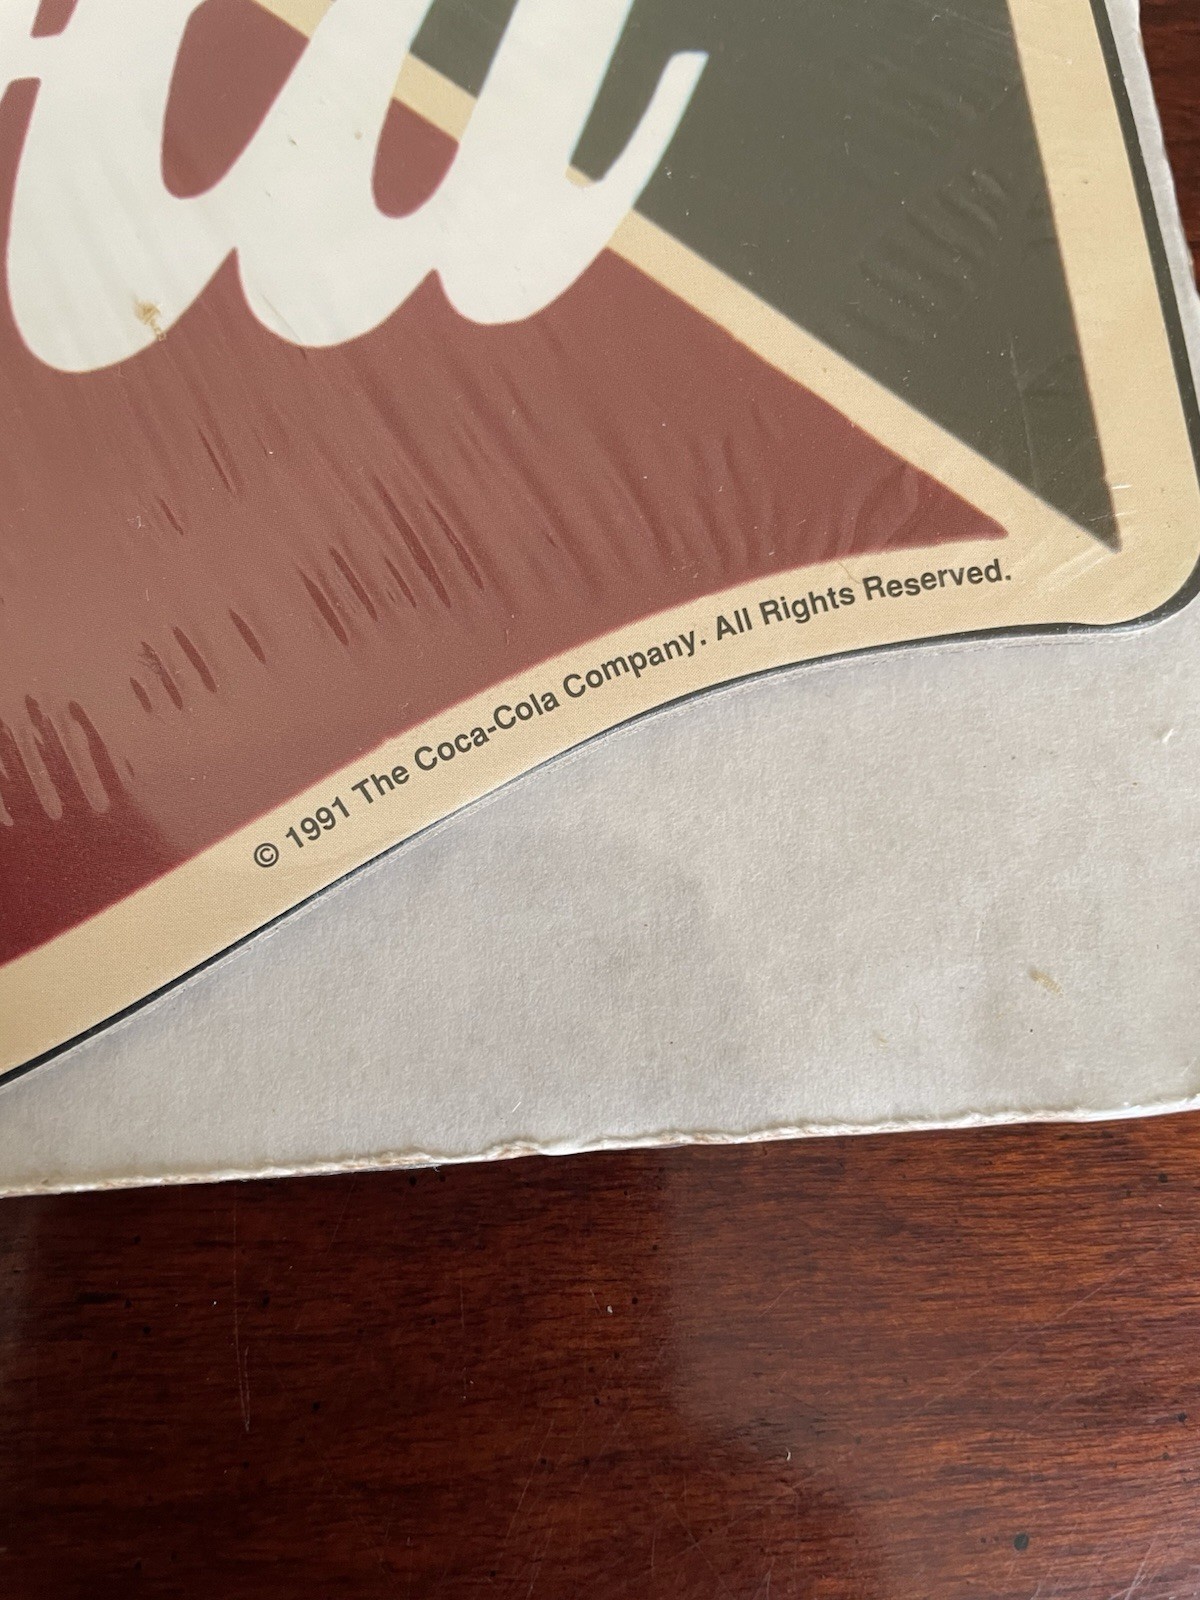 © 1991 The Coca-Cola Company. All Rights Reserved.